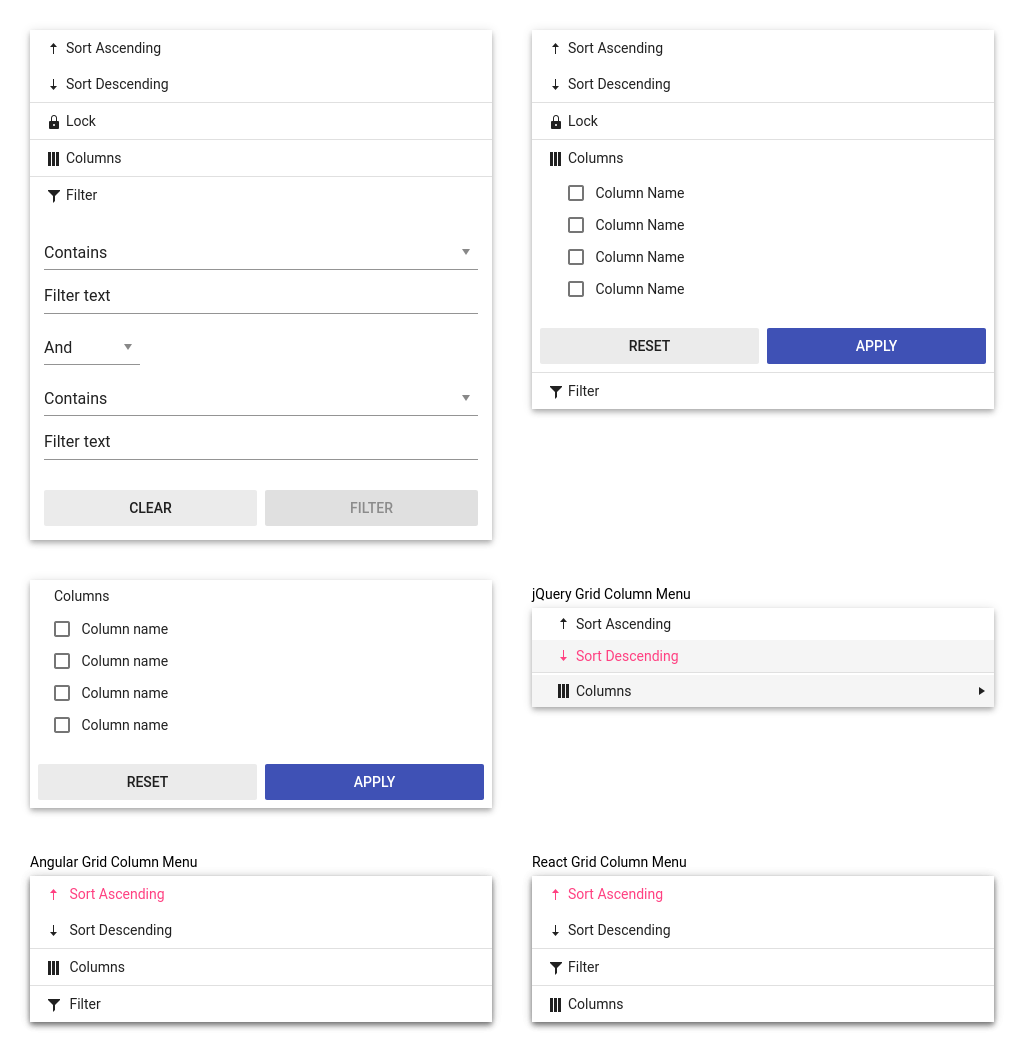 Sort Ascending
Sort Descending
Lock
Columns
Filter
Contains
Filter text
And
Contains
Filter text
CLEAR FILTER
Sort Ascending
Sort Descending
Lock
Columns
Column Name
Column Name
Column Name
Column Name
RESET APPLY
Filter
Columns
Column name
Column name
Column name
Column name
RESET APPLY
jQuery Grid Column Menu
Sort Ascending
Sort Descending
Columns
Angular Grid Column Menu
Sort Ascending
Sort Descending
Columns
Filter
React Grid Column Menu
Sort Ascending
Sort Descending
Filter
Columns